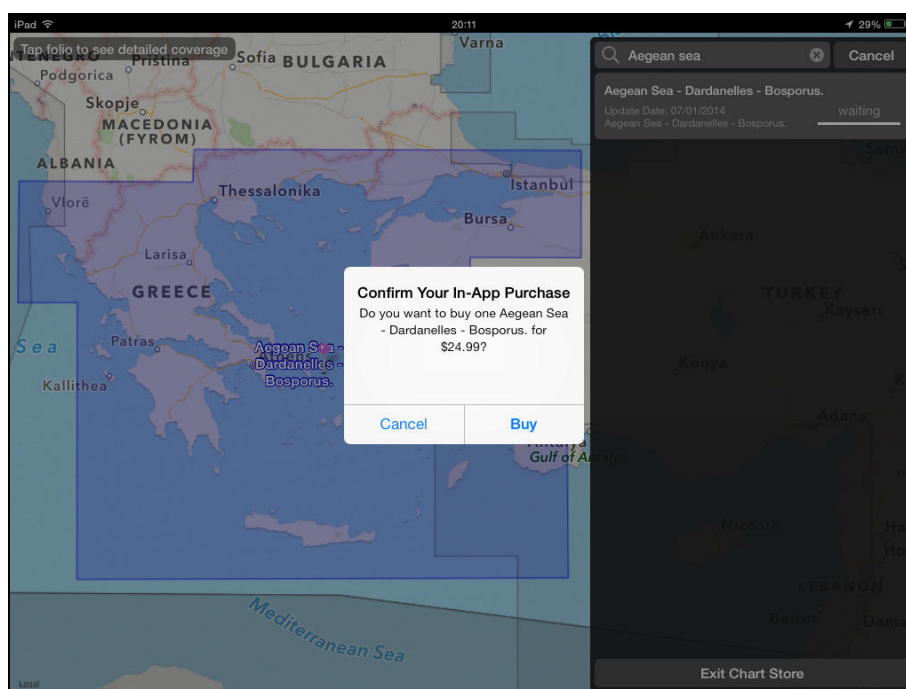 iPad
20:11
29%
Tap folio to see detailed coverage
Aegean sea
Cancel
Varna
Priština
Sofia
BULGARIA
Podgorica
Aegean Sea - Dardanelles - Bosporus.
Update Date: 07/01/2014
Aegean Sea - Dardanelles - Bosporus.
waiting
Skopje
MACEDONIA
(FYROM)
ALBANIA
Thessalonika
Istanbul
Vlorë
Bursa
Ankara
Larisa
GREECE
Confirm Your In-App Purchase
Do you want to buy one Aegean Sea
- Dardanelles - Bosporus. for
$24.99?
Cancel
Buy
TURKEY
Kayseri
Sea
Patras
Aegean Sea -
Dardanelles -
Bosporus.
Kallithea
Konya
Adana
Antalya
Gulf of Antalya
Nicosia
LEBANON
Beirut
Mediterranean Sea
Exit Chart Store
Legal